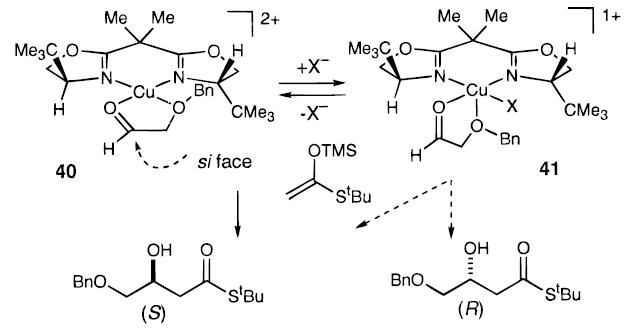 Me Me 2+ Me Me 1+
Me₃C O O H +X⁻ Me₃C O O H
N N -X⁻ N N
Cu Bn Cu X
H O O CMe₃ H O O CMe₃
H Bn
H
40 si face OTMS 41
SᵗBu
OH O OH O
BnO SᵗBu BnO SᵗBu
(S) (R)